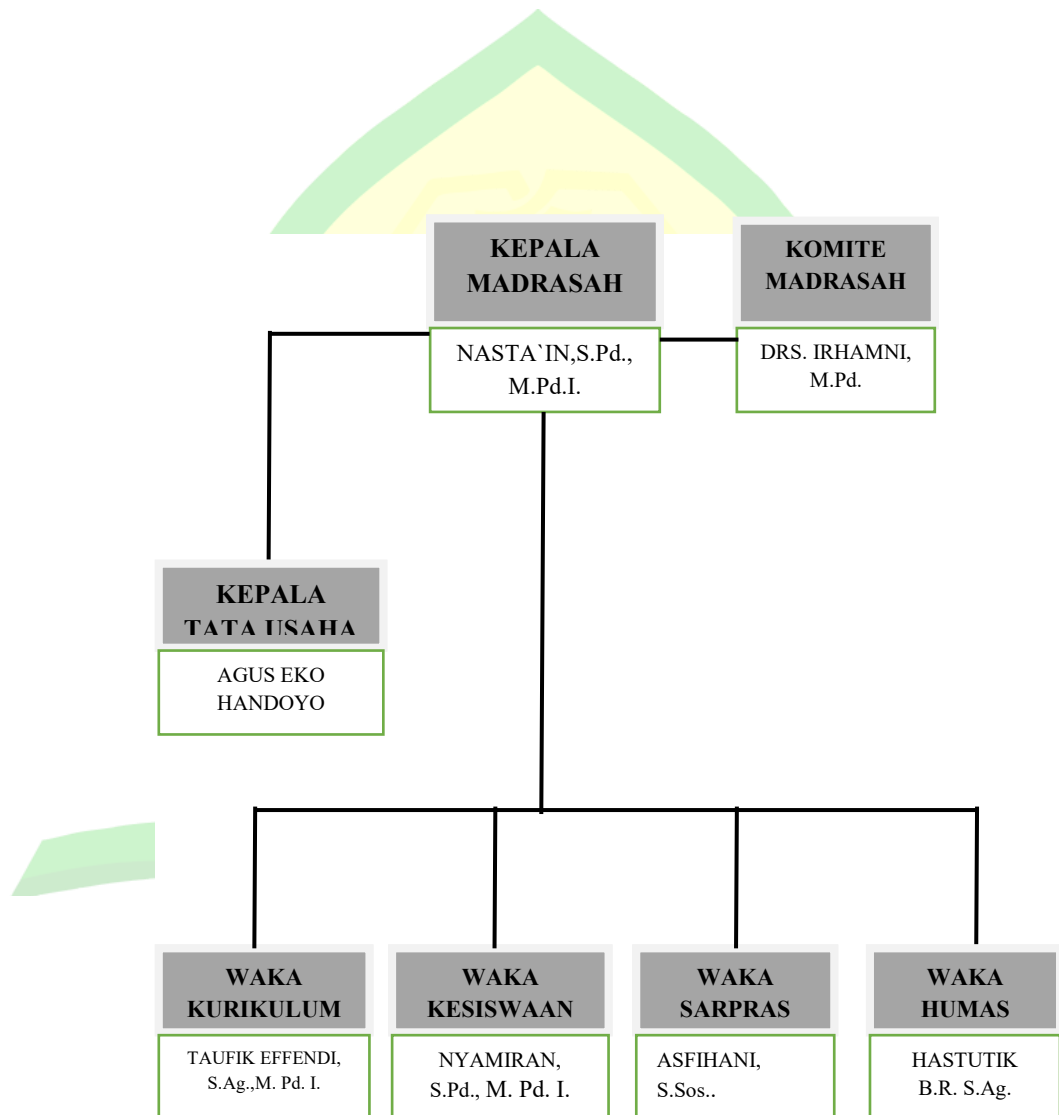 KEPALA
MADRASAH
NASTA`IN,S.Pd.,
M.Pd.I.
KOMITE
MADRASAH
DRS. IRHAMNI,
M.Pd.
KEPALA
TATA USAHA
AGUS EKO
HANDOYO
WAKA
KURIKULUM
TAUFIK EFFENDI,
S.Ag.,M. Pd. I.
WAKA
KESISWAAN
NYAMIRAN,
S.Pd., M. Pd. I.
WAKA
SARPRAS
ASFIHANI,
S.Sos..
WAKA
HUMAS
HASTUTIK
B.R. S.Ag.